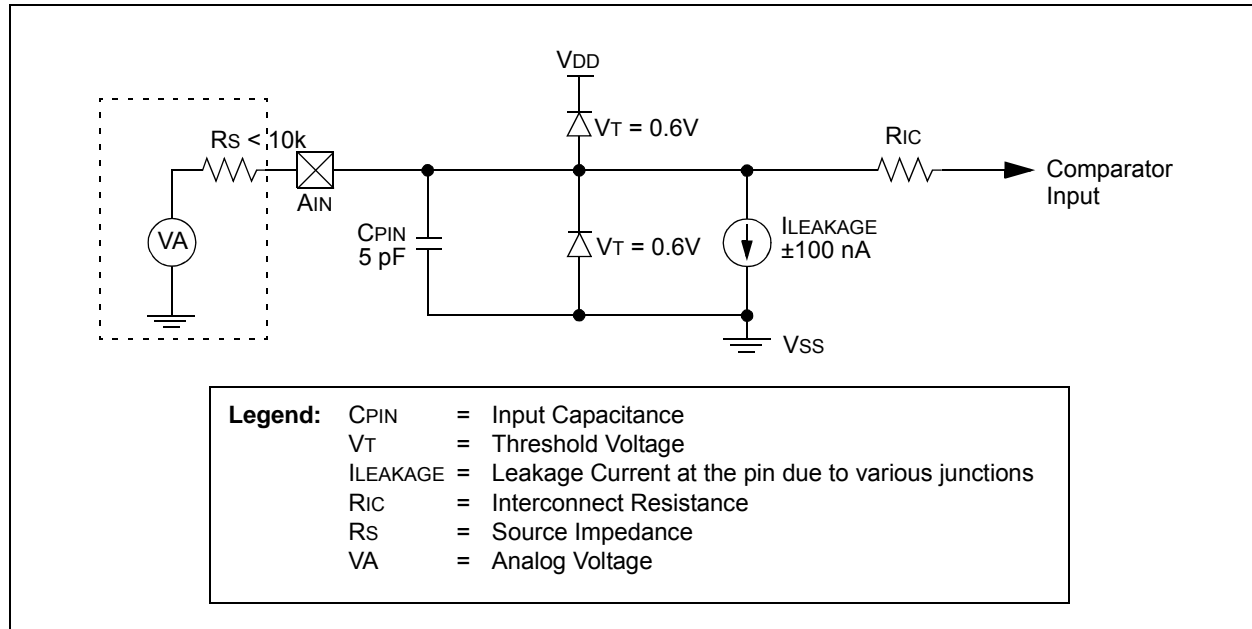 VDD
VT = 0.6V
RS < 10k
RIC
AIN
Comparator
Input
VA
CPIN
5 pF
VT = 0.6V
ILEAKAGE
±100 nA
VSS
Legend: CPIN = Input Capacitance
VT = Threshold Voltage
ILEAKAGE = Leakage Current at the pin due to various junctions
RIC = Interconnect Resistance
RS = Source Impedance
VA = Analog Voltage